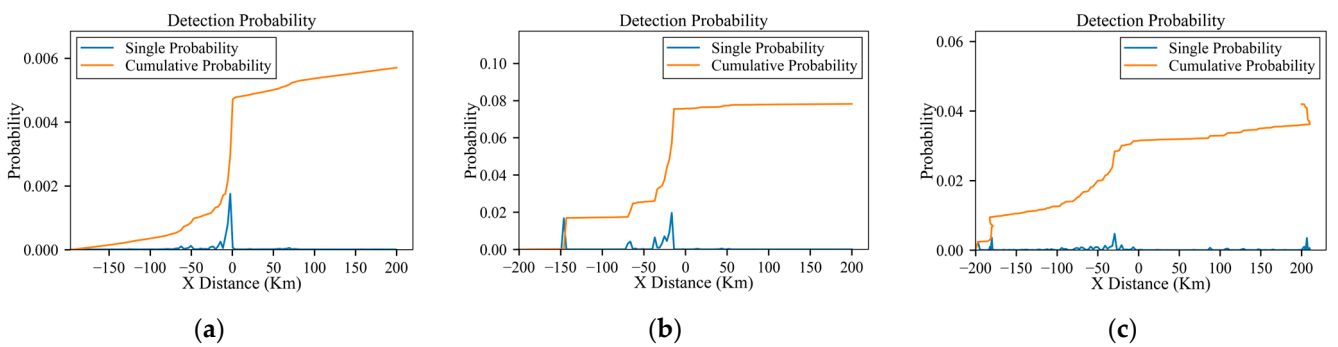 Detection Probability
Single Probability
Cumulative Probability
Probability
0.006
0.004
0.002
0.000
−150 −100 −50 0 50 100 150 200
X Distance (Km)
(a)
Detection Probability
Single Probability
Cumulative Probability
Probability
0.10
0.08
0.06
0.04
0.02
0.00
−200 −150 −100 −50 0 50 100 150 200
X Distance (Km)
(b)
Detection Probability
Single Probability
Cumulative Probability
Probability
0.06
0.04
0.02
0.00
−200 −150 −100 −50 0 50 100 150 200
X Distance (Km)
(c)